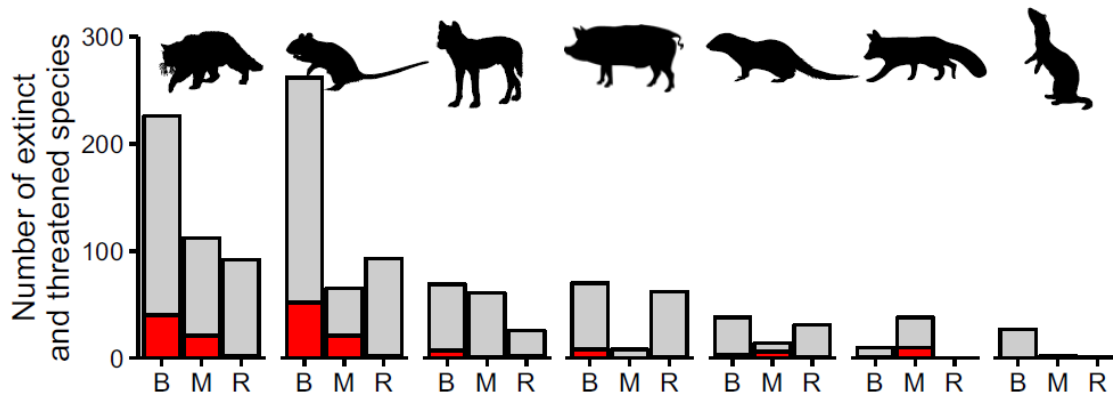 Number of extinct
and threatened species
300
200
100
0
B M R B M R B M R B M R B M R B M R B M R